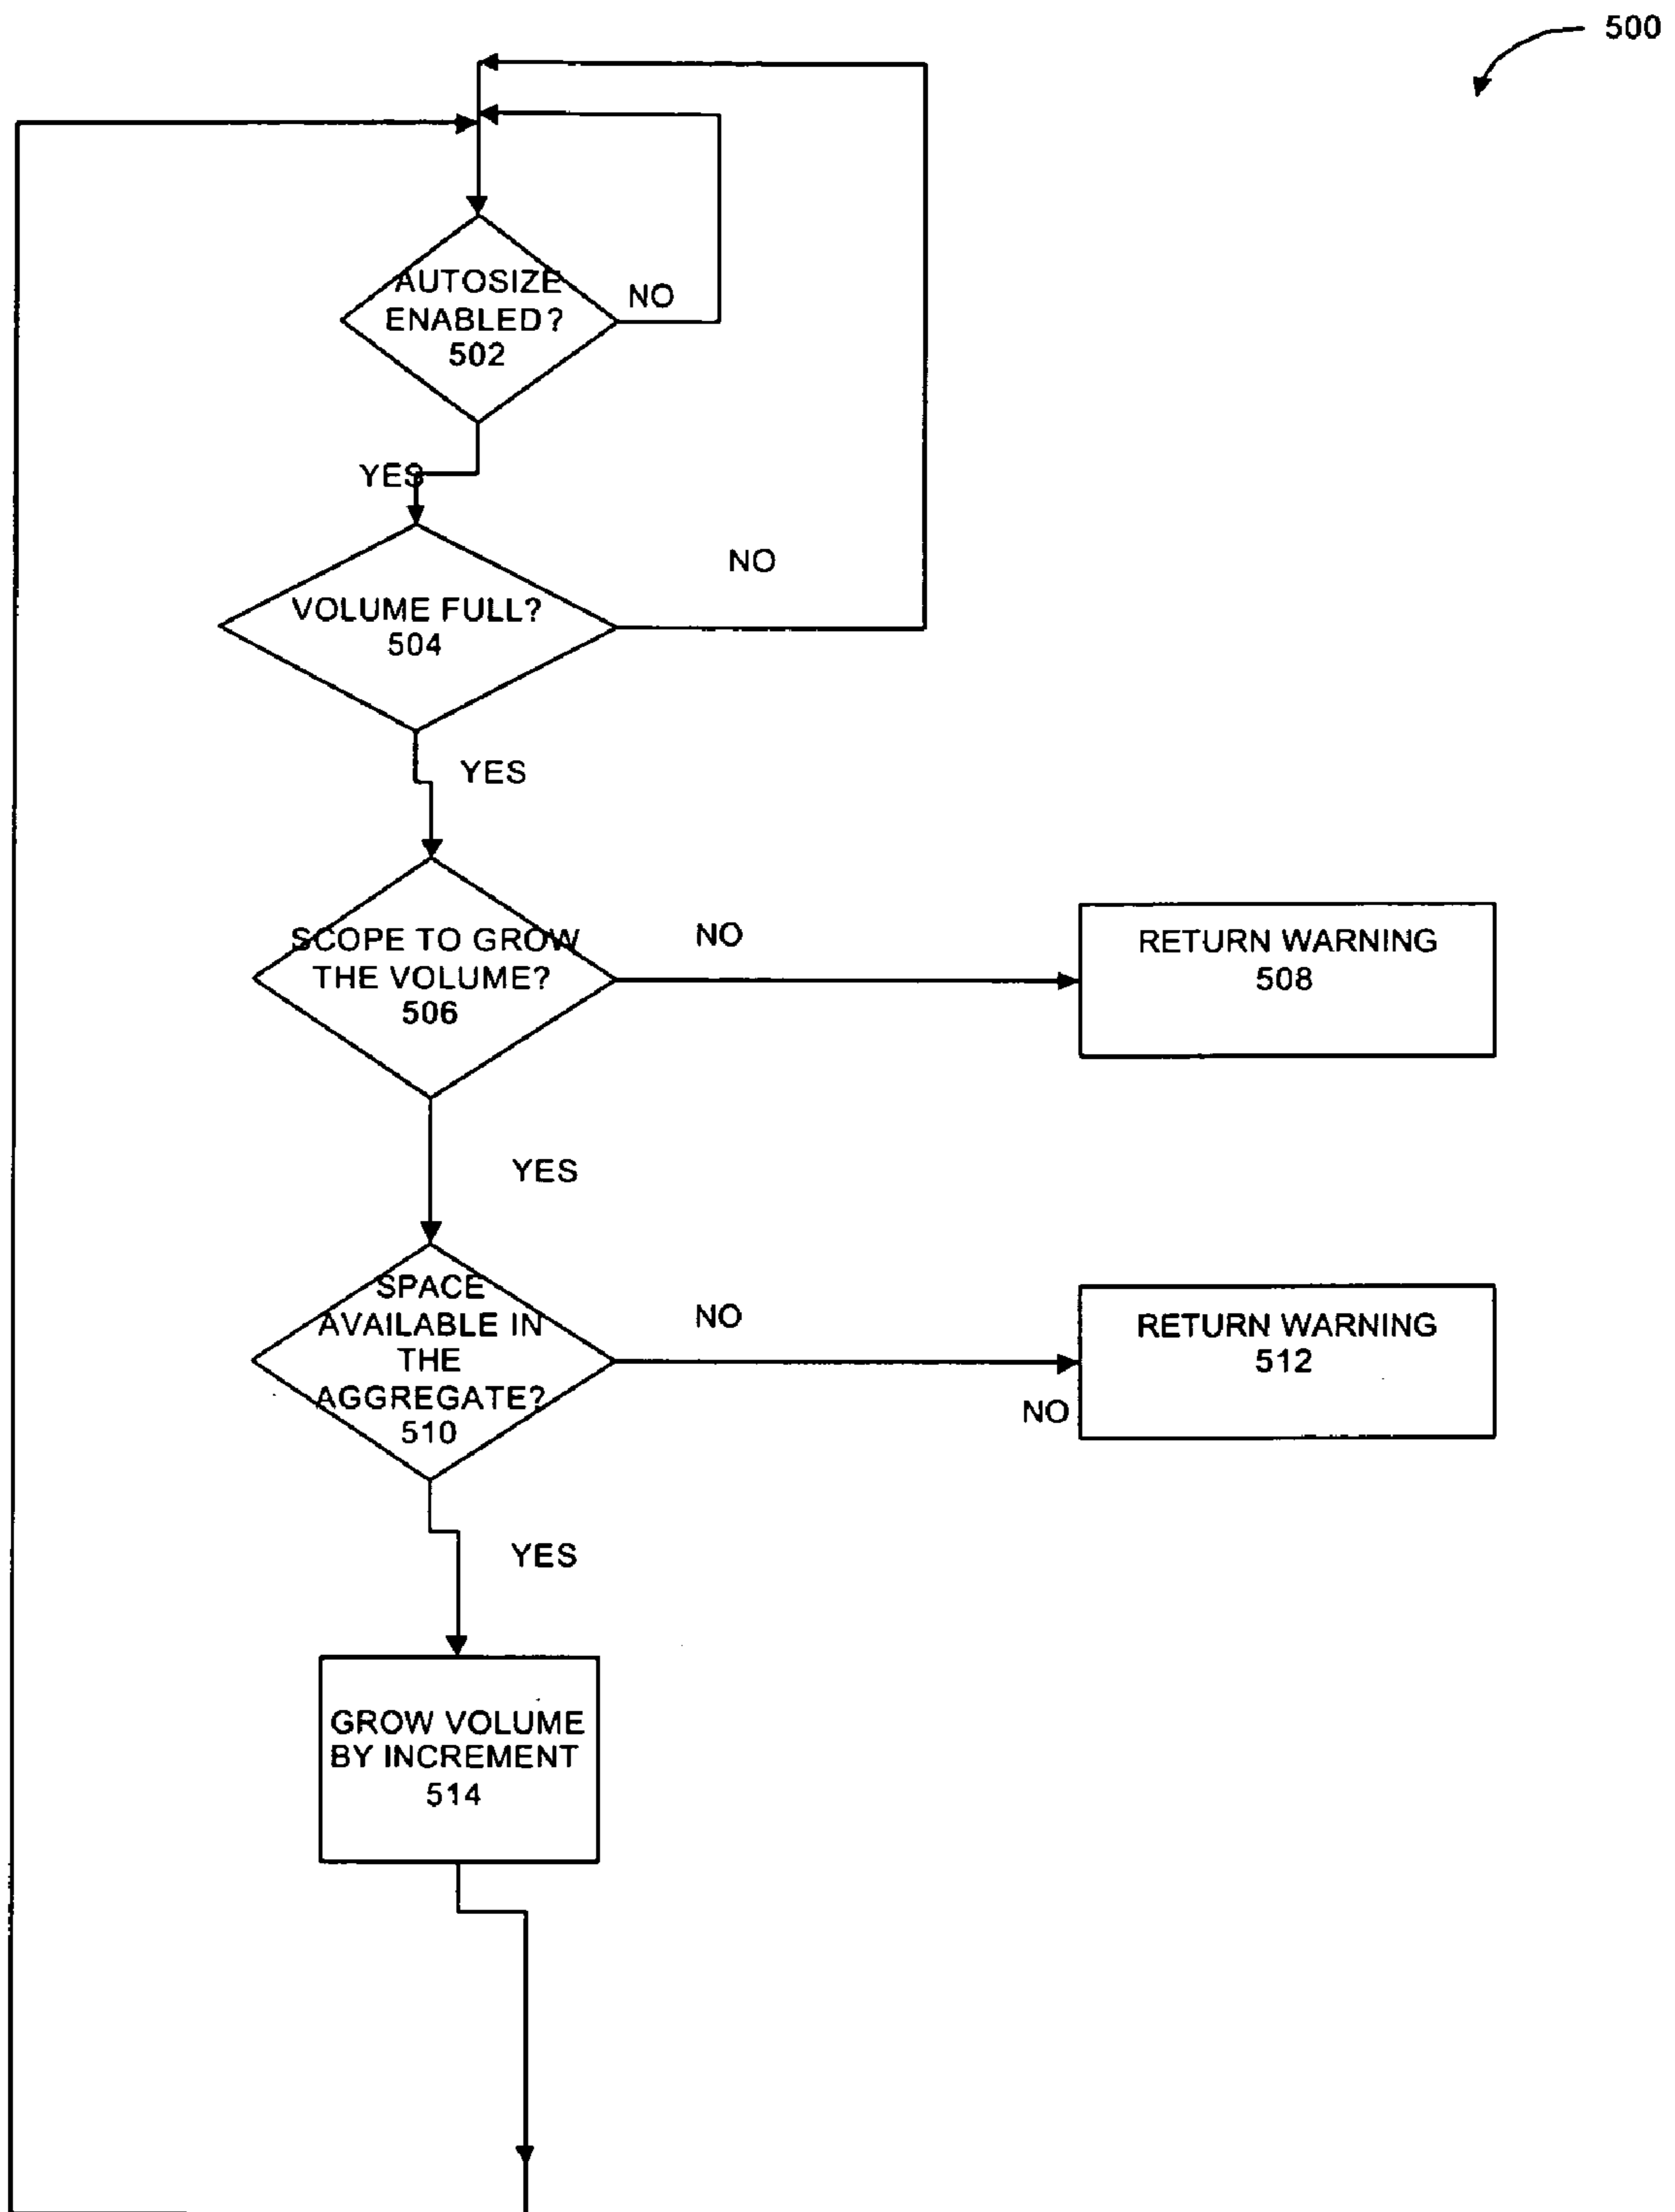 500
AUTOSIZE
ENABLED?
502
NO
YES
VOLUME FULL?
504
NO
YES
SCOPE TO GROW
THE VOLUME?
506
NO
RETURN WARNING
508
YES
SPACE
AVAILABLE IN
THE
AGGREGATE?
510
NO
RETURN WARNING
512
NO
YES
GROW VOLUME
BY INCREMENT
514